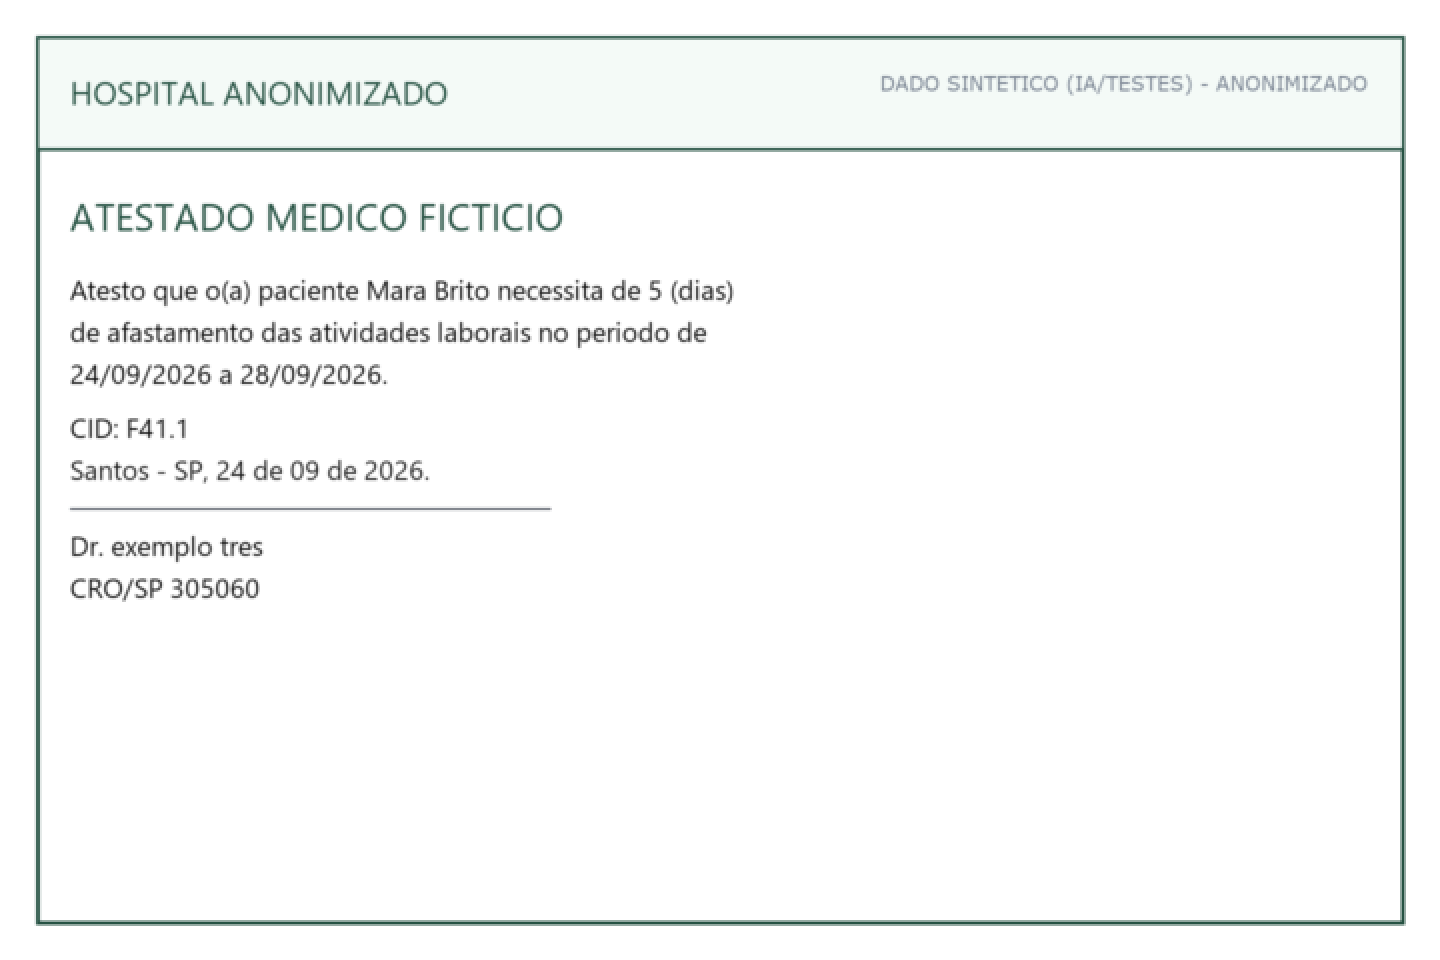 HOSPITAL ANONIMIZADO
DADO SINTETICO (IA/TESTES) - ANONIMIZADO
ATESTADO MEDICO FICTICIO
Atesto que o(a) paciente Mara Brito necessita de 5 (dias)
de afastamento das atividades laborais no periodo de
24/09/2026 a 28/09/2026.
CID: F41.1
Santos - SP, 24 de 09 de 2026.
Dr. exemplo tres
CRO/SP 305060